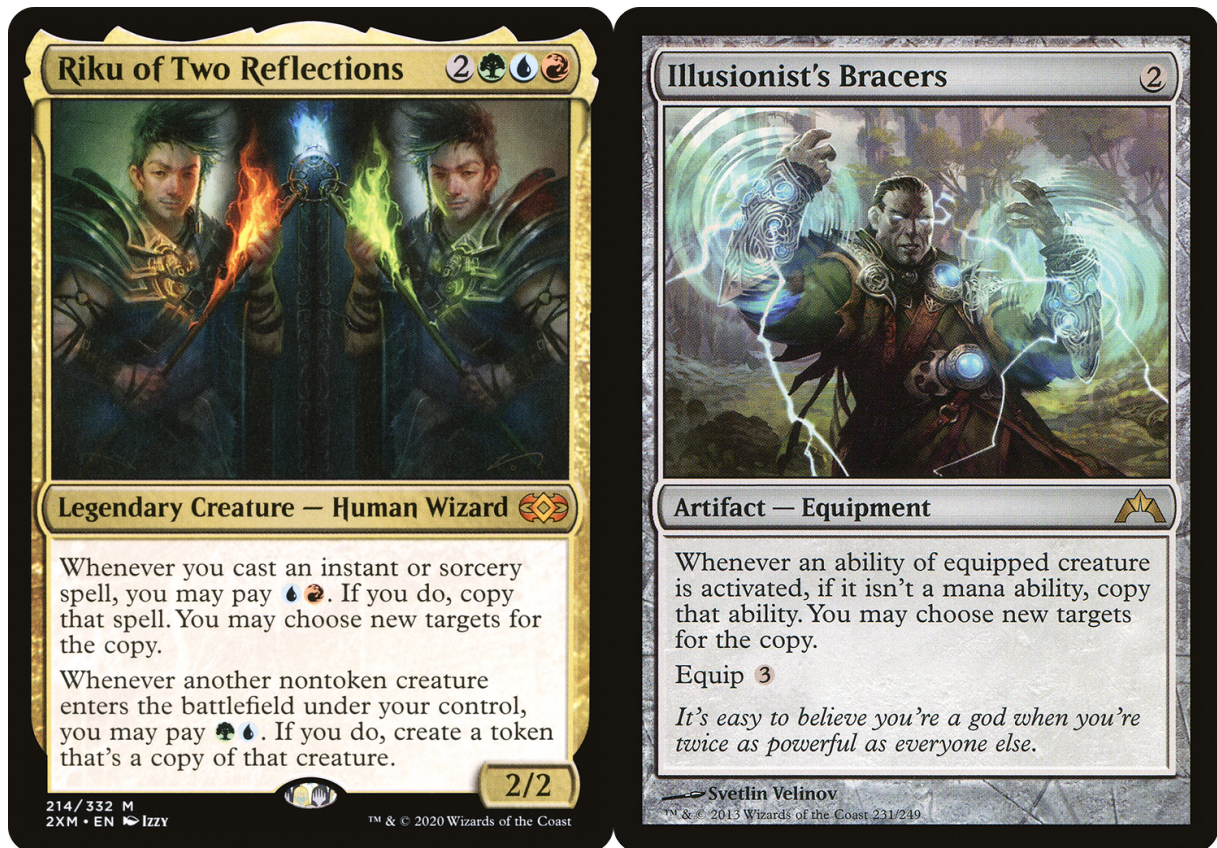 Riku of Two Reflections 2
Legendary Creature — Human Wizard
Whenever you cast an instant or sorcery
spell, you may pay . If you do, copy
that spell. You may choose new targets for
the copy.
Whenever another nontoken creature
enters the battlefield under your control,
you may pay . If you do, create a token
that's a copy of that creature.
2/2
214/332 M
2XM • EN Izzy
™ & © 2020 Wizards of the Coast
Illusionist's Bracers 2
Artifact — Equipment
Whenever an ability of equipped creature
is activated, if it isn't a mana ability, copy
that ability. You may choose new targets
for the copy.
Equip 3
It's easy to believe you're a god when you're
twice as powerful as everyone else.
Svetlin Velinov
™ & © 2013 Wizards of the Coast 231/249